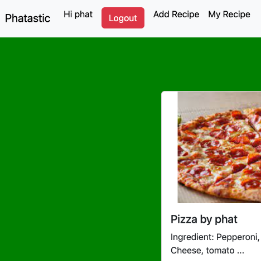 Phatastic Hi phat Logout Add Recipe My Recipe
Pizza by phat
Ingredient: Pepperoni,
Cheese, tomato ...